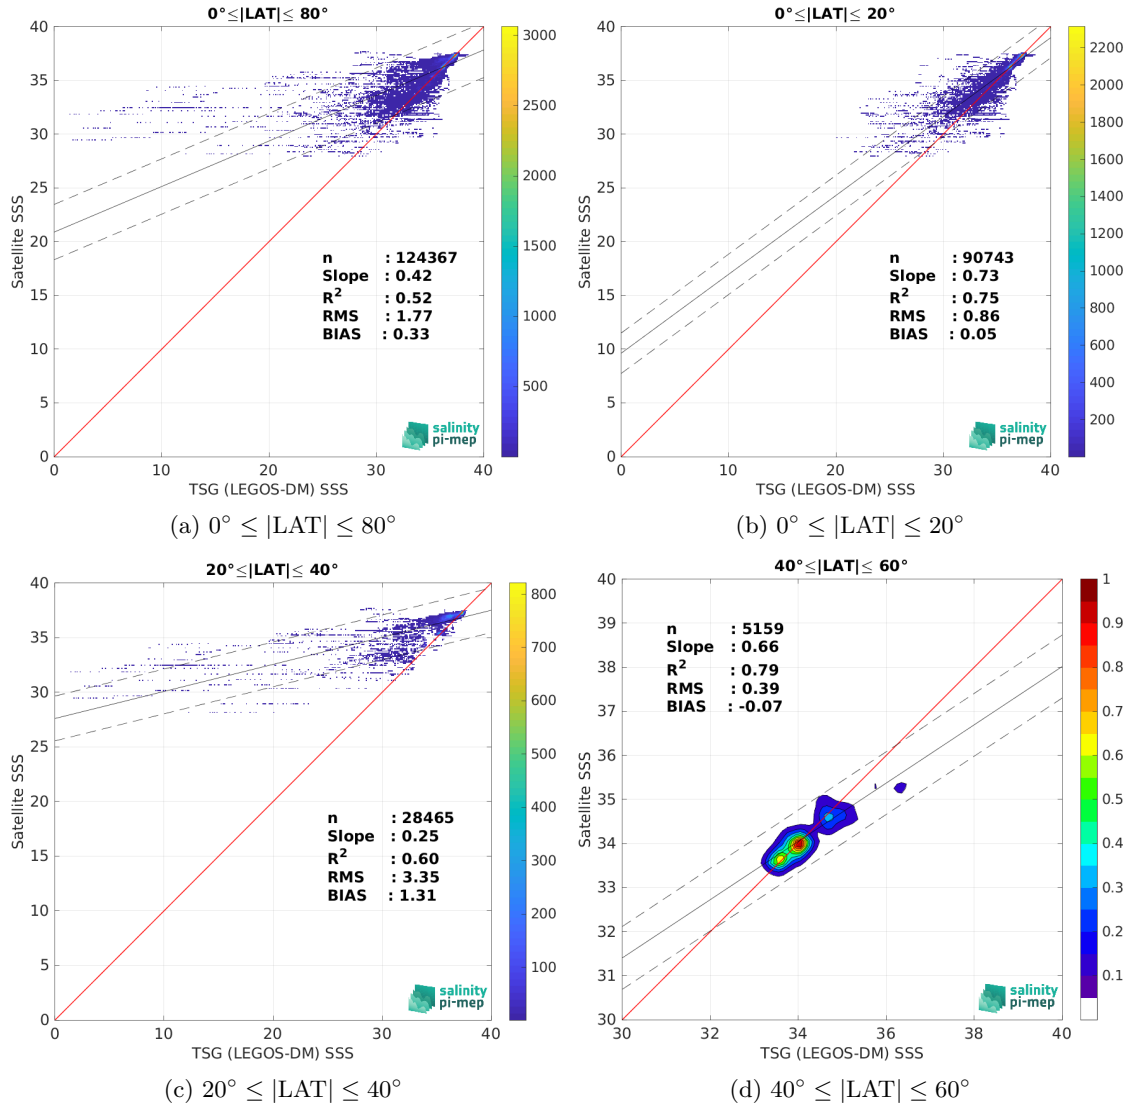 0°≤|LAT|≤ 80°
40
35
30
25
20
15
10
5
0
Satellite SSS
n : 124367
Slope : 0.42
R² : 0.52
RMS : 1.77
BIAS : 0.33
salinity
pi-mep
0 10 20 30 40
TSG (LEGOS-DM) SSS
3000
2500
2000
1500
1000
500
(a) 0° ≤ |LAT| ≤ 80°
0°≤|LAT|≤ 20°
40
35
30
25
20
15
10
5
0
Satellite SSS
n : 90743
Slope : 0.73
R² : 0.75
RMS : 0.86
BIAS : 0.05
salinity
pi-mep
0 10 20 30 40
TSG (LEGOS-DM) SSS
2200
2000
1800
1600
1400
1200
1000
800
600
400
200
(b) 0° ≤ |LAT| ≤ 20°
20°≤|LAT|≤ 40°
40
35
30
25
20
15
10
5
0
Satellite SSS
n : 28465
Slope : 0.25
R² : 0.60
RMS : 3.35
BIAS : 1.31
salinity
pi-mep
0 10 20 30 40
TSG (LEGOS-DM) SSS
800
700
600
500
400
300
200
100
(c) 20° ≤ |LAT| ≤ 40°
40°≤|LAT|≤ 60°
40
39
38
37
36
35
34
33
32
31
30
Satellite SSS
n : 5159
Slope : 0.66
R² : 0.79
RMS : 0.39
BIAS : -0.07
salinity
pi-mep
30 32 34 36 38 40
TSG (LEGOS-DM) SSS
1
0.9
0.8
0.7
0.6
0.5
0.4
0.3
0.2
0.1
(d) 40° ≤ |LAT| ≤ 60°